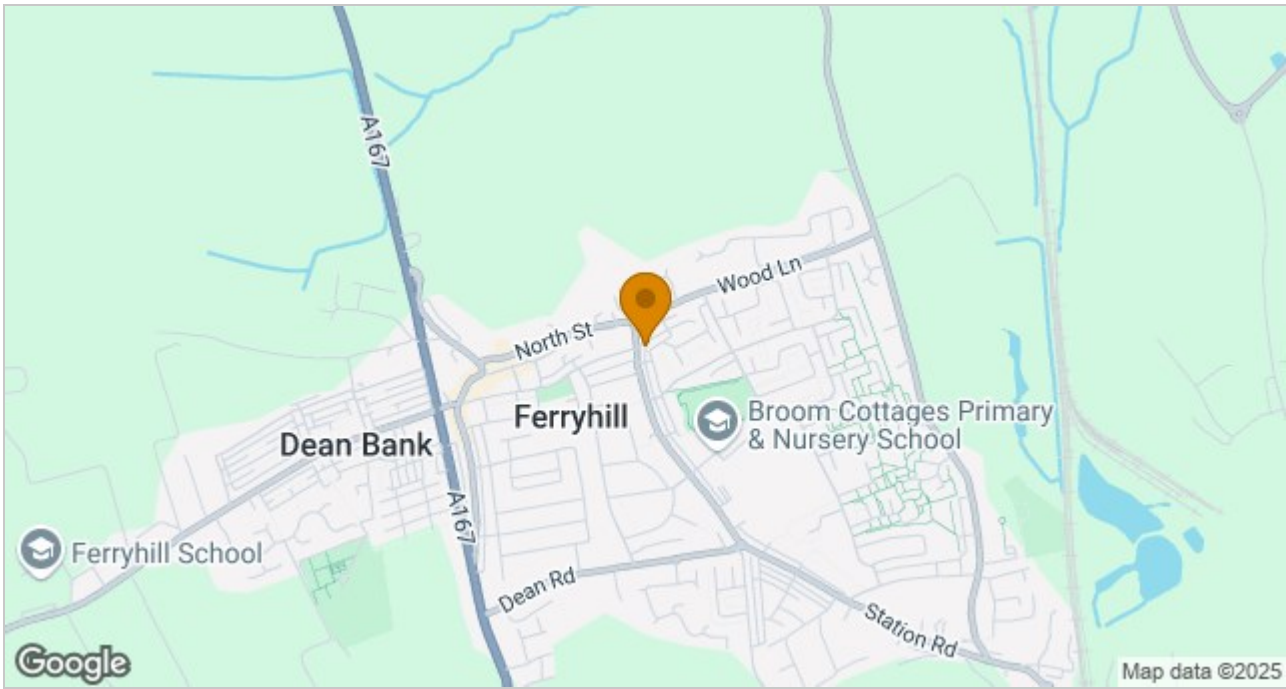 A167
Wood Ln
North St
Ferryhill
Broom Cottages Primary
& Nursery School
Dean Bank
A167
Ferryhill School
Dean Rd
Station Rd
Google
Map data ©2025